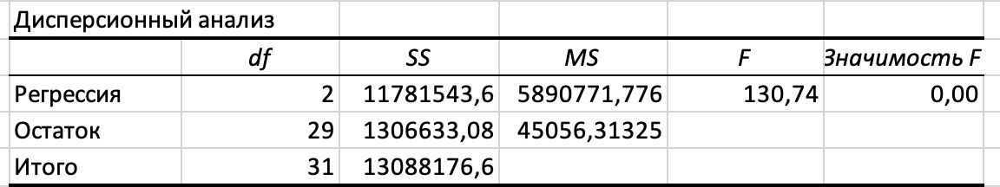 Дисперсионный анализ
df SS MS F Значимость F
Регрессия 2 11781543,6 5890771,776 130,74 0,00
Остаток 29 1306633,08 45056,31325
Итого 31 13088176,6